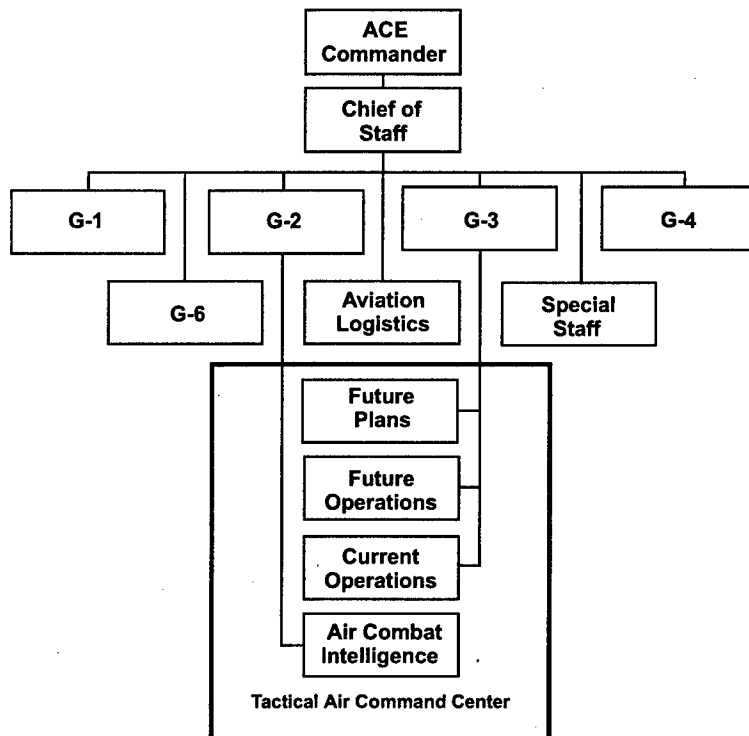 ACE
Commander
Chief of
Staff
G-1
G-2
G-3
G-4
G-6
Aviation
Logistics
Special
Staff
Future
Plans
Future
Operations
Current
Operations
Air Combat
Intelligence
Tactical Air Command Center